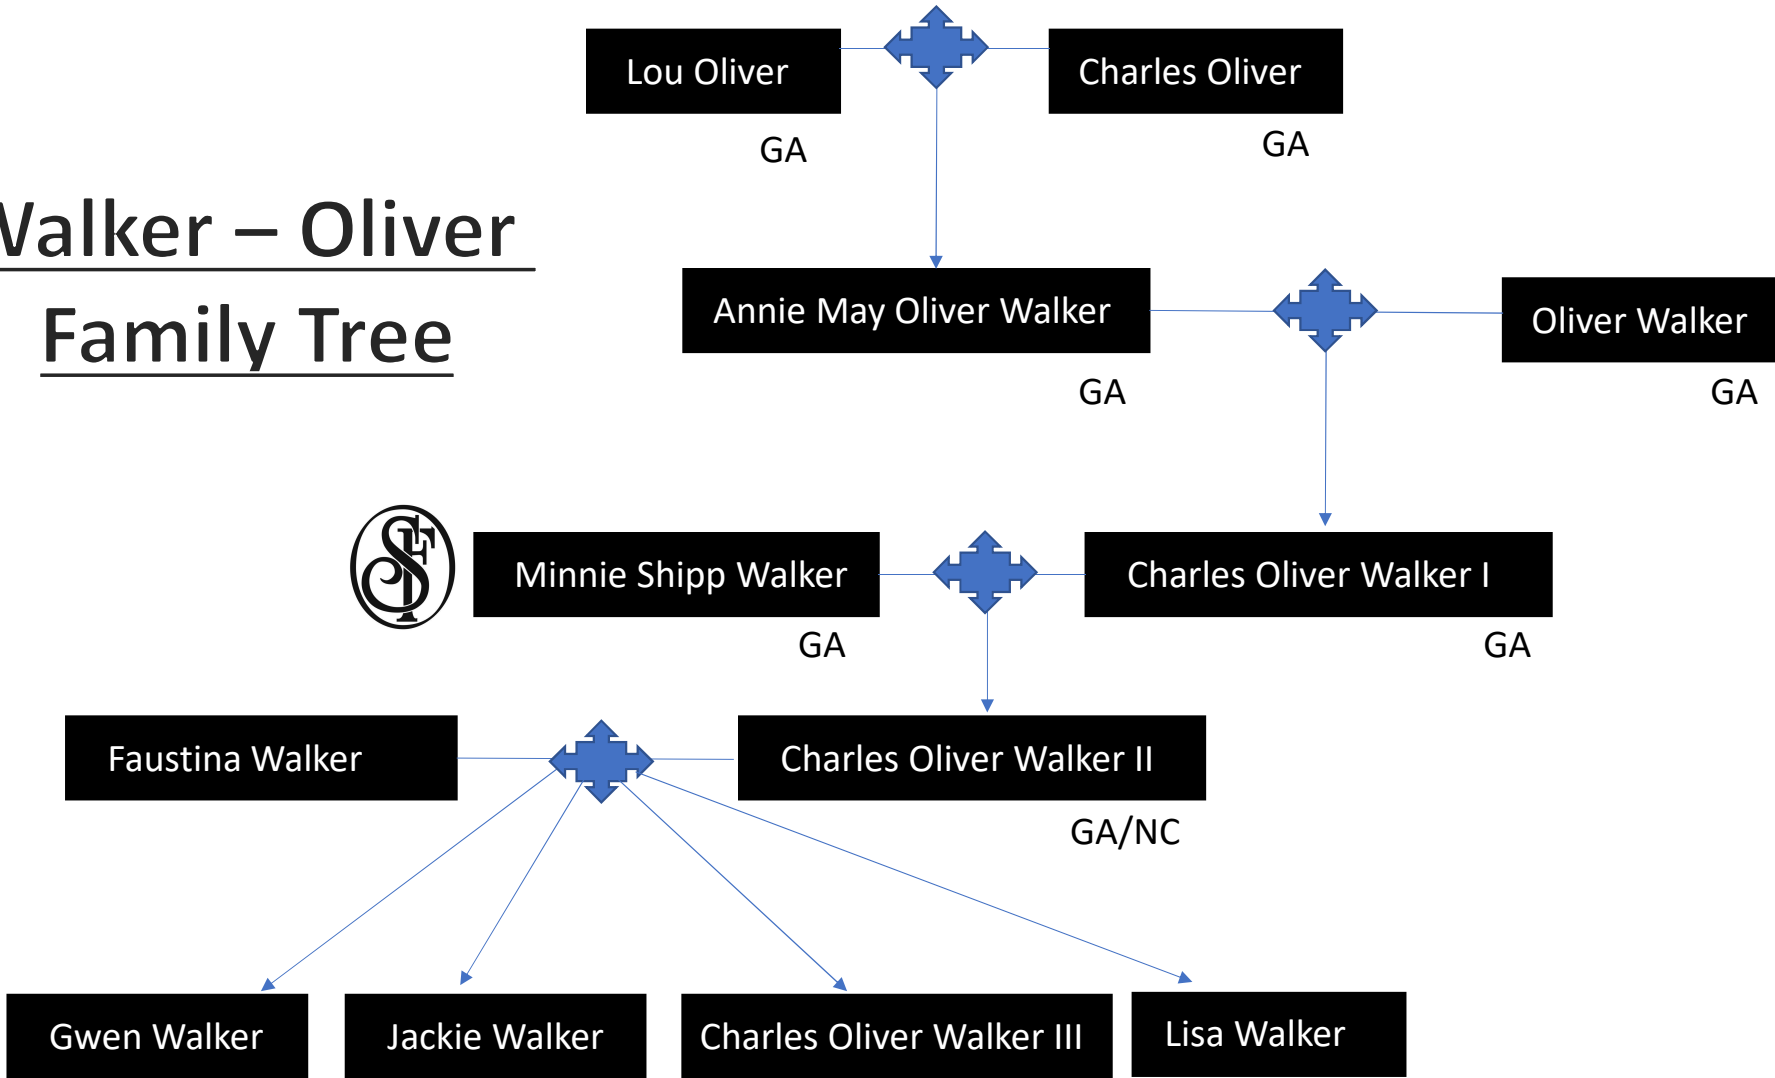 Lou Oliver
Charles Oliver
GA
GA
Walker – Oliver
Family Tree
Annie May Oliver Walker
Oliver Walker
GA
GA
Minnie Shipp Walker
Charles Oliver Walker I
GA
GA
Faustina Walker
Charles Oliver Walker II
GA/NC
Gwen Walker
Jackie Walker
Charles Oliver Walker III
Lisa Walker